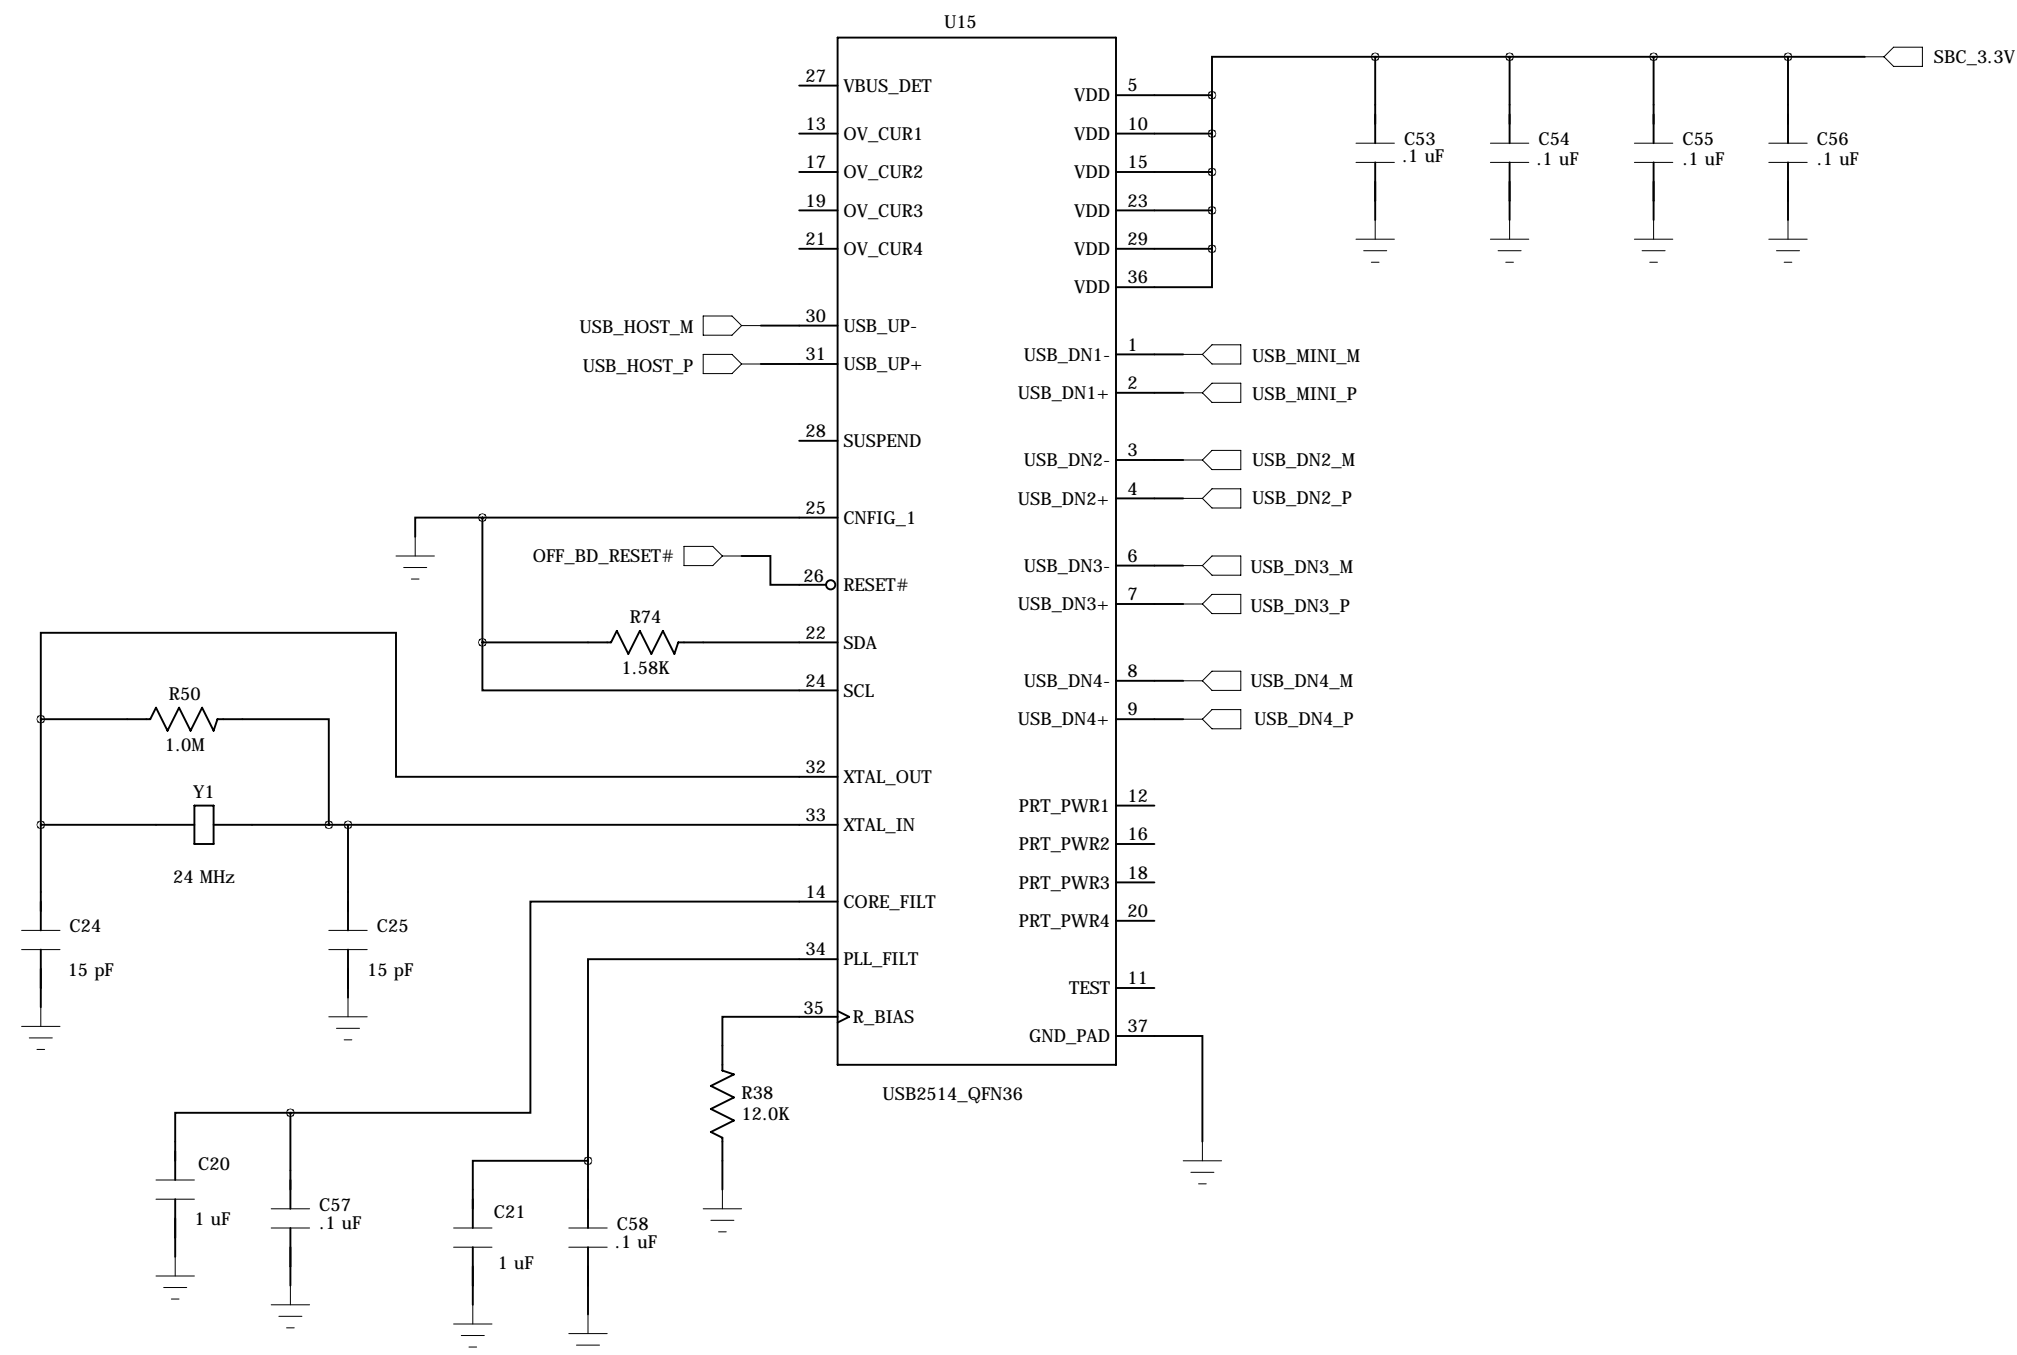 U15
27 VBUS_DET
13 OV_CUR1
17 OV_CUR2
19 OV_CUR3
21 OV_CUR4
USB_HOST_M 30 USB_UP-
USB_HOST_P 31 USB_UP+
28 SUSPEND
25 CNFIG_1
OFF_BD_RESET# 26 RESET#
R74
1.58K
22 SDA
24 SCL
R50
1.0M
32 XTAL_OUT
Y1
24 MHz
33 XTAL_IN
14 CORE_FILT
C24
15 pF
C25
15 pF
34 PLL_FILT
35 R_BIAS
R38
12.0K
C20
1 uF
C57
.1 uF
C21
1 uF
C58
.1 uF
VDD 5
VDD 10
VDD 15
VDD 23
VDD 29
VDD 36
SBC_3.3V
C53
.1 uF
C54
.1 uF
C55
.1 uF
C56
.1 uF
USB_DN1- 1 USB_MINI_M
USB_DN1+ 2 USB_MINI_P
USB_DN2- 3 USB_DN2_M
USB_DN2+ 4 USB_DN2_P
USB_DN3- 6 USB_DN3_M
USB_DN3+ 7 USB_DN3_P
USB_DN4- 8 USB_DN4_M
USB_DN4+ 9 USB_DN4_P
PRT_PWR1 12
PRT_PWR2 16
PRT_PWR3 18
PRT_PWR4 20
TEST 11
GND_PAD 37
USB2514_QFN36